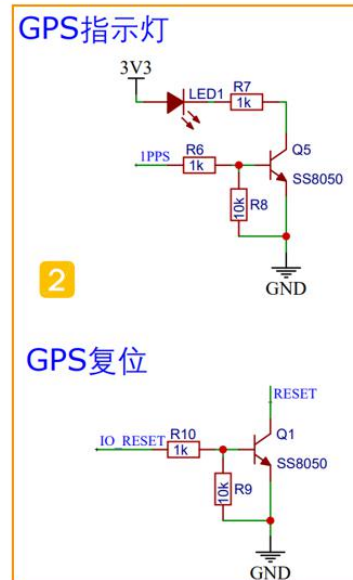 GPS指示灯
3V3
LED1
R7
1k
1PPS
R6
1k
Q5
SS8050
10k
R8
GND
2
GPS复位
RESET
IO_RESET
R10
1k
Q1
SS8050
10k
R9
GND